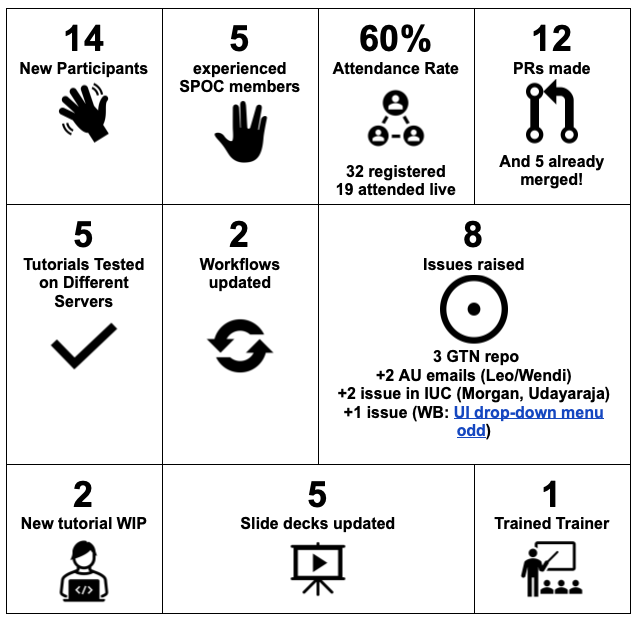 14
New Participants
5
experienced
SPOC members
60%
Attendance Rate
32 registered
19 attended live
12
PRs made
And 5 already
merged!
5
Tutorials Tested
on Different
Servers
2
Workflows
updated
8
Issues raised
3 GTN repo
+2 AU emails (Leo/Wendi)
+2 issue in IUC (Morgan, Udayaraja)
+1 issue (WB: UI drop-down menu
odd)
2
New tutorial WIP
</>
5
Slide decks updated
1
Trained Trainer